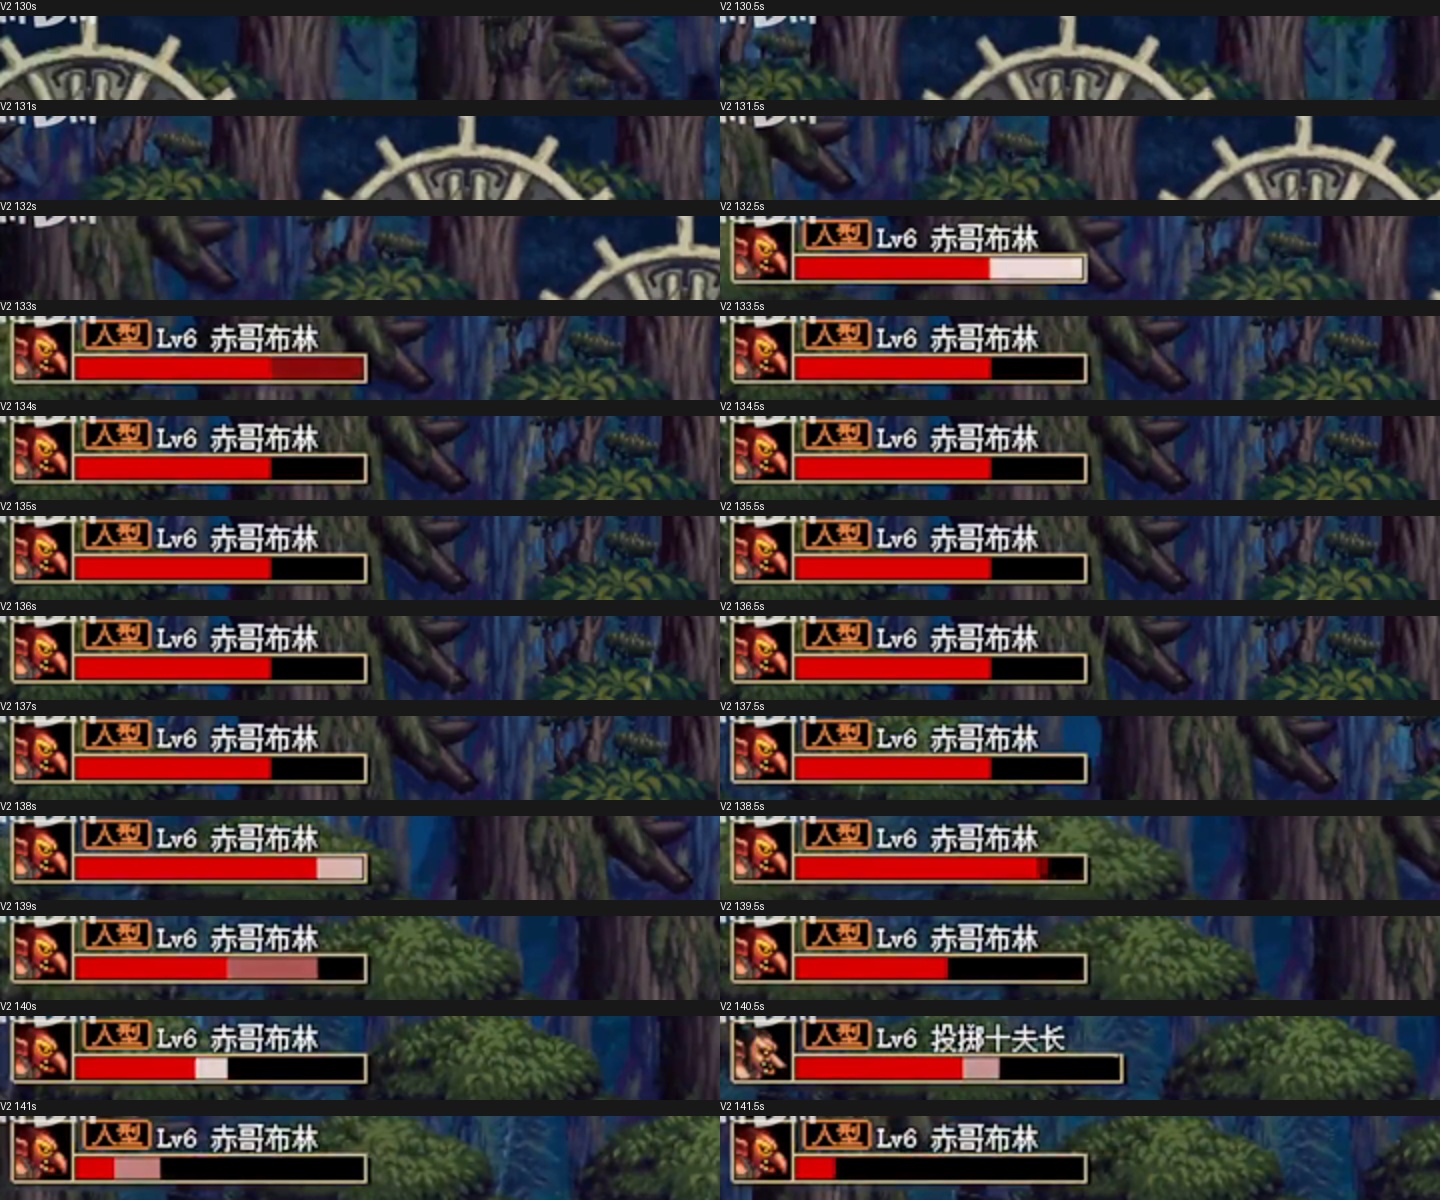 V2 130s
V2 130.5s
V2 131s
V2 131.5s
V2 132s
V2 132.5s
人型 Lv6 赤哥布林
V2 133s
人型 Lv6 赤哥布林
V2 133.5s
人型 Lv6 赤哥布林
V2 134s
人型 Lv6 赤哥布林
V2 134.5s
人型 Lv6 赤哥布林
V2 135s
人型 Lv6 赤哥布林
V2 135.5s
人型 Lv6 赤哥布林
V2 136s
人型 Lv6 赤哥布林
V2 136.5s
人型 Lv6 赤哥布林
V2 137s
人型 Lv6 赤哥布林
V2 137.5s
人型 Lv6 赤哥布林
V2 138s
人型 Lv6 赤哥布林
V2 138.5s
人型 Lv6 赤哥布林
V2 139s
人型 Lv6 赤哥布林
V2 139.5s
人型 Lv6 赤哥布林
V2 140s
人型 Lv6 赤哥布林
V2 140.5s
人型 Lv6 投掷十夫长
V2 141s
人型 Lv6 赤哥布林
V2 141.5s
人型 Lv6 赤哥布林